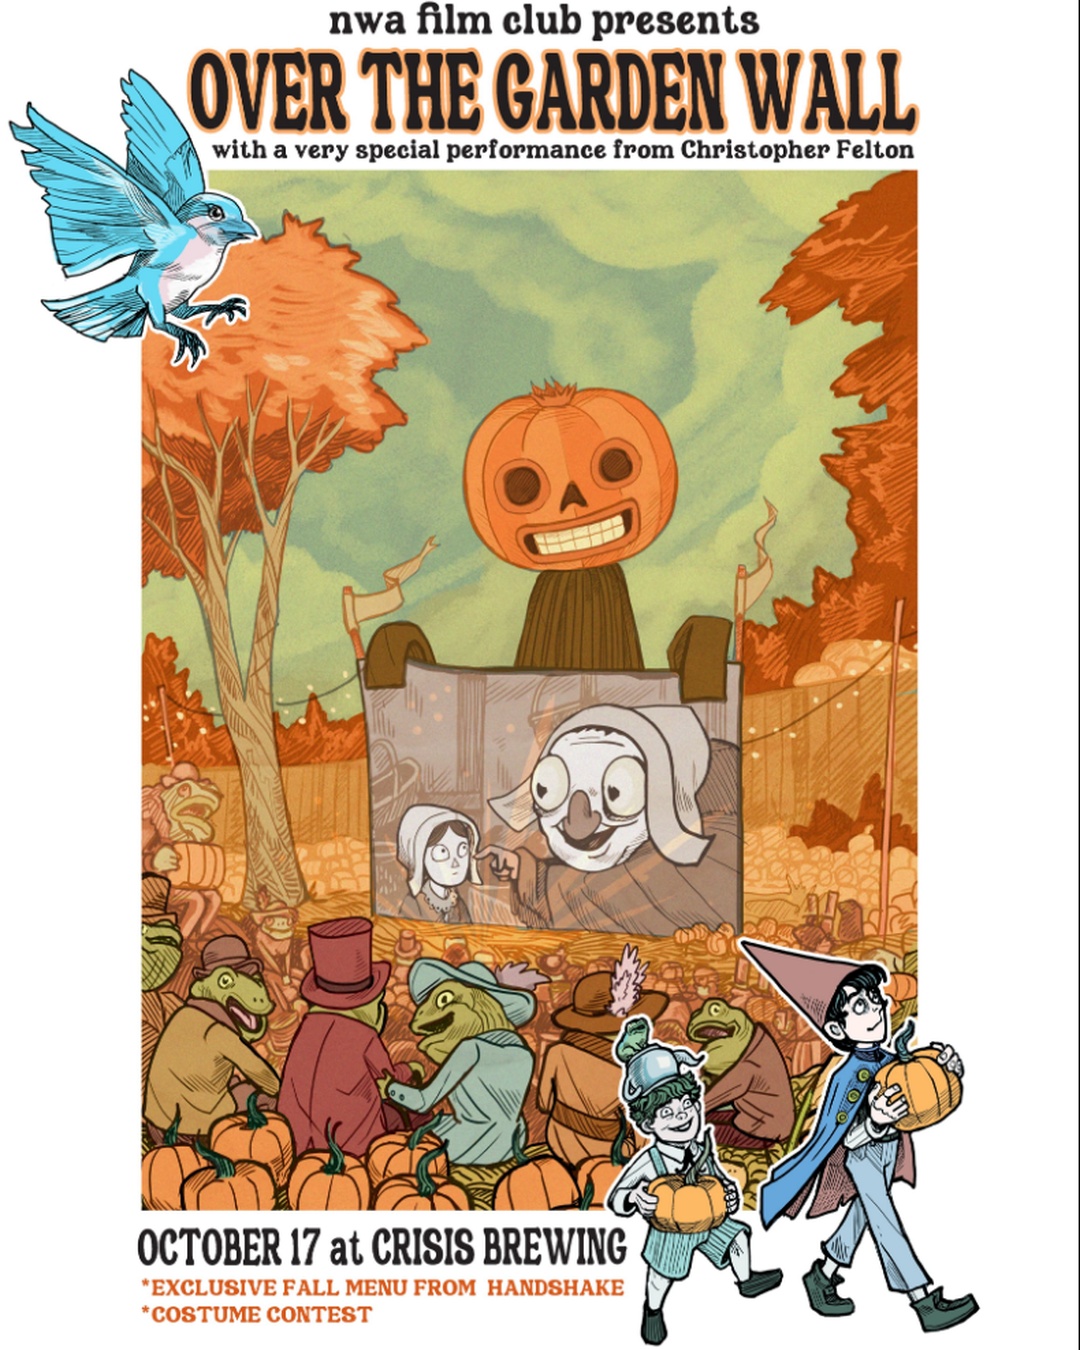 nwa film club presents
OVER THE GARDEN WALL
with a very special performance from Christopher Felton
OCTOBER 17 at CRISIS BREWING
*EXCLUSIVE FALL MENU FROM HANDSHAKE
*COSTUME CONTEST